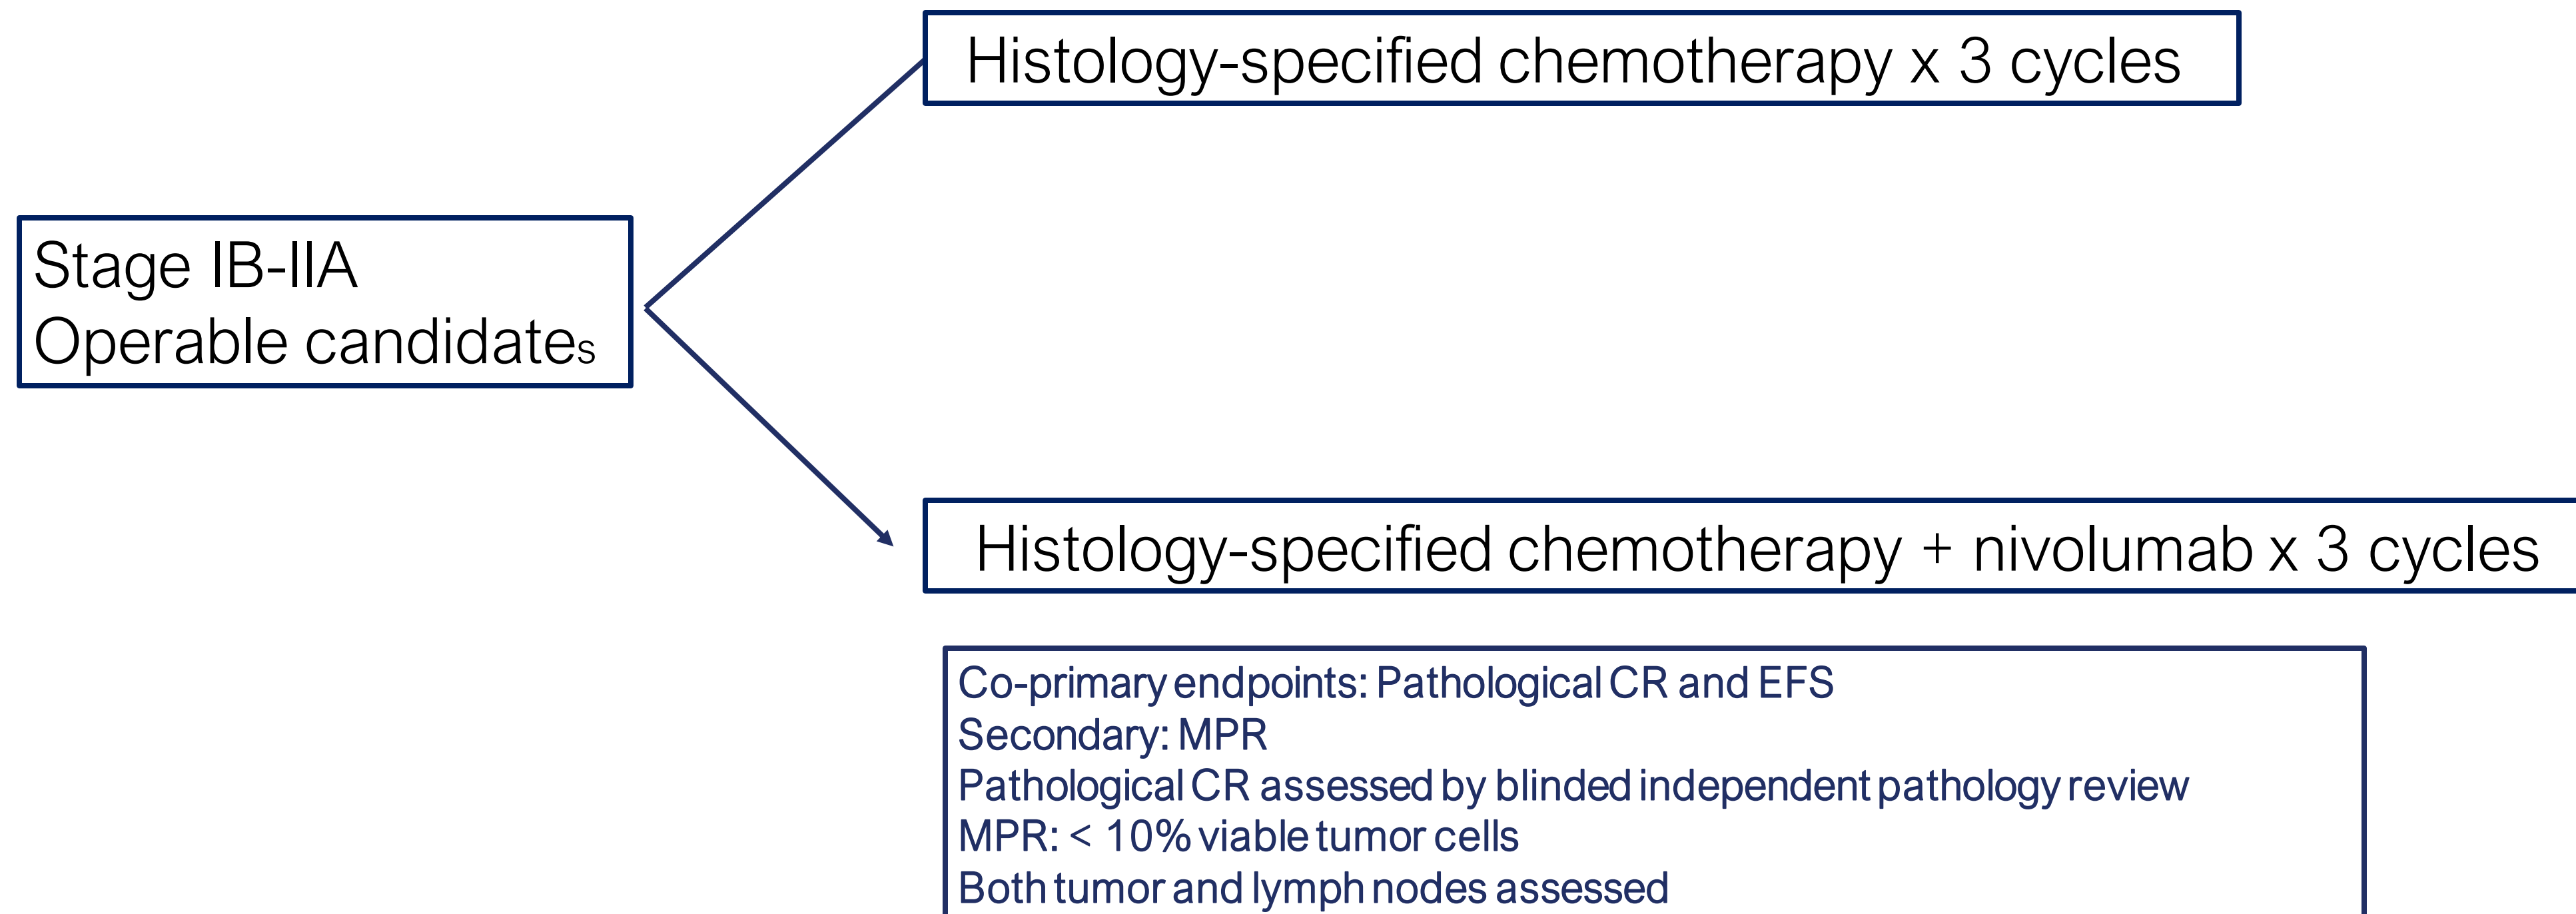 Histology-specified chemotherapy x 3 cycles
Stage IB-IIA
Operable candidates
Histology-specified chemotherapy + nivolumab x 3 cycles
Co-primary endpoints: Pathological CR and EFS
Secondary: MPR
Pathological CR assessed by blinded independent pathology review
MPR: < 10% viable tumor cells
Both tumor and lymph nodes assessed